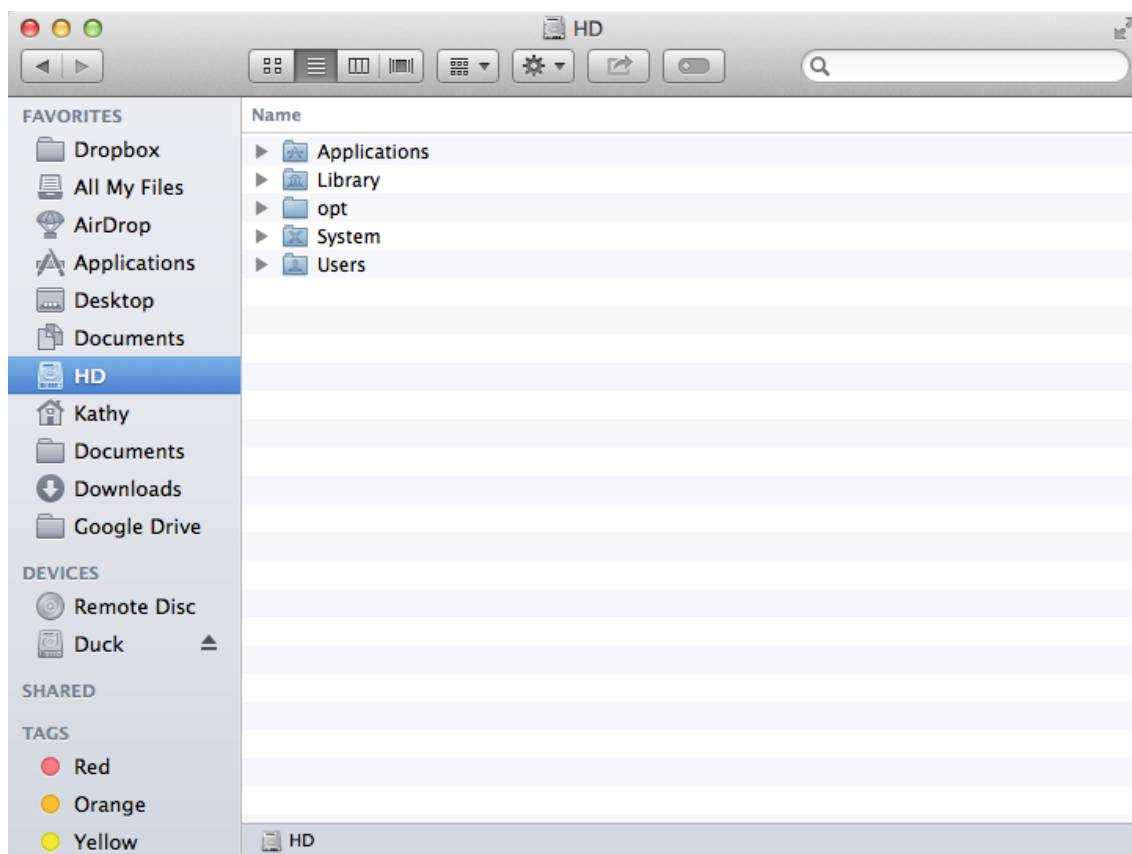 HD
FAVORITES
Dropbox
All My Files
AirDrop
Applications
Desktop
Documents
HD
Kathy
Documents
Downloads
Google Drive
DEVICES
Remote Disc
Duck
SHARED
TAGS
Red
Orange
Yellow
Name
Applications
Library
opt
System
Users
HD